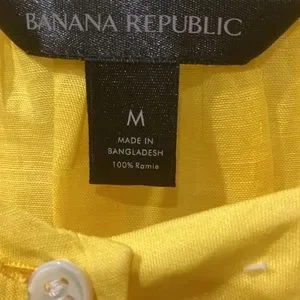 BANANA REPUBLIC
M
MADE IN
BANGLADESH
100% Ramie